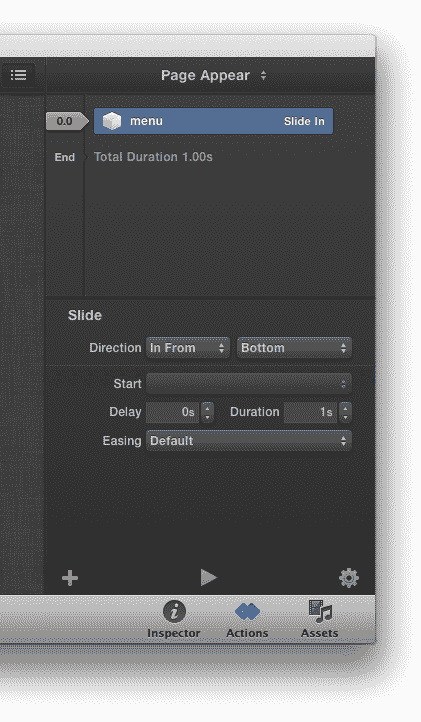 Page Appear
0.0 menu Slide In
End Total Duration 1.00s
Slide
Direction In From Bottom
Start
Delay 0s Duration 1s
Easing Default
Inspector Actions Assets